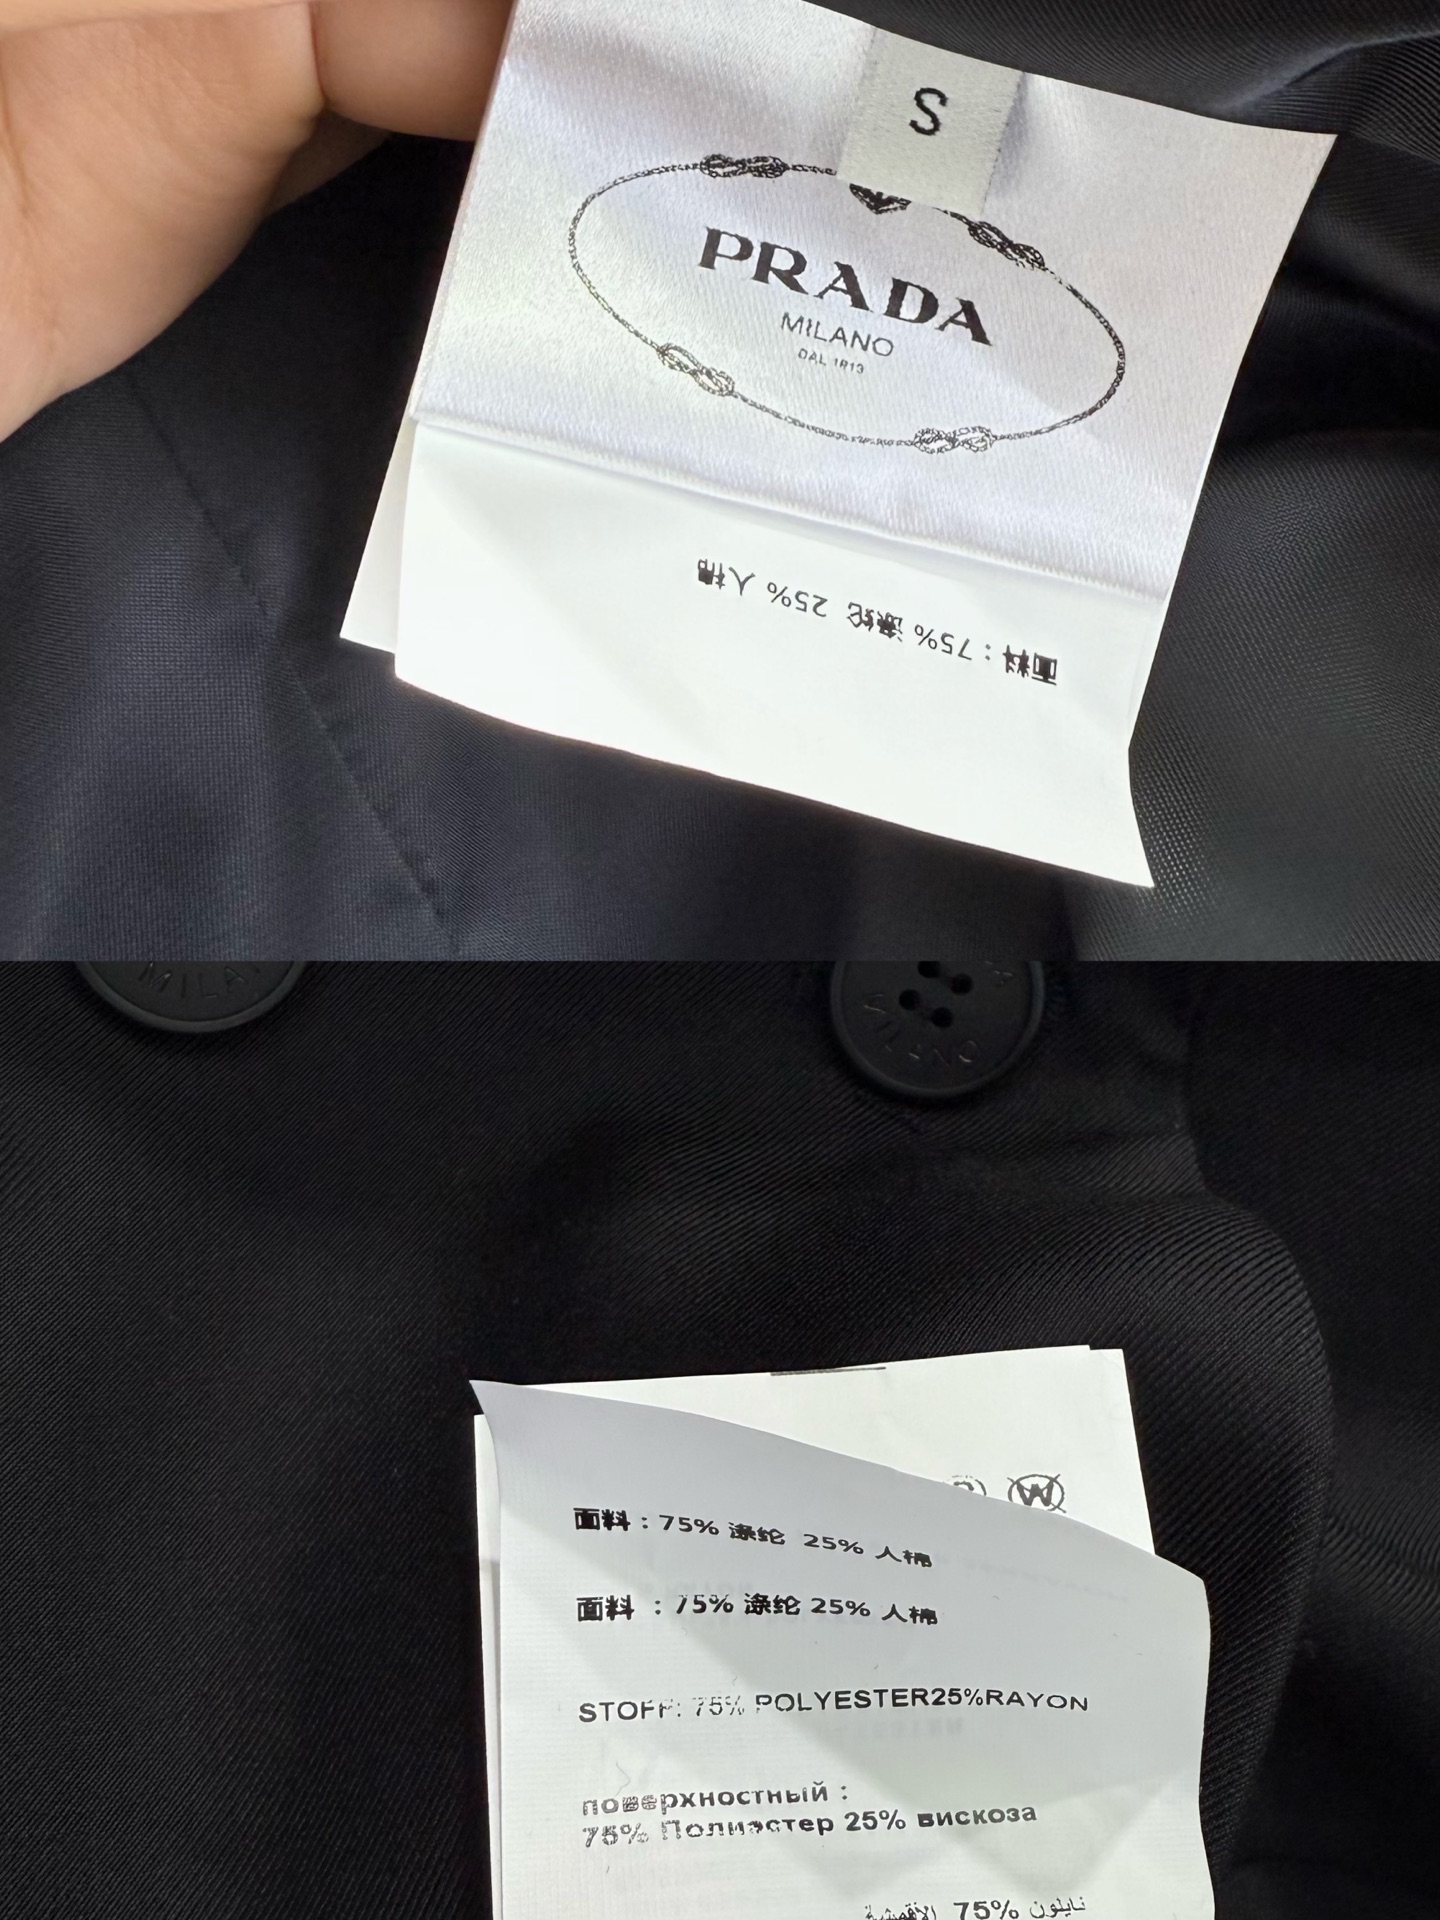 S
PRADA
MILANO
DAL 1913
面料：75% 涤纶 25% 人棉
MILANO
W
面料：75% 涤纶 25% 人棉
面料：75% 涤纶 25% 人棉
STOFF: 75% POLYESTER25%RAYON
поверхностный :
75% Полиэстер 25% вискоза
نايلون 75% الأقمشة